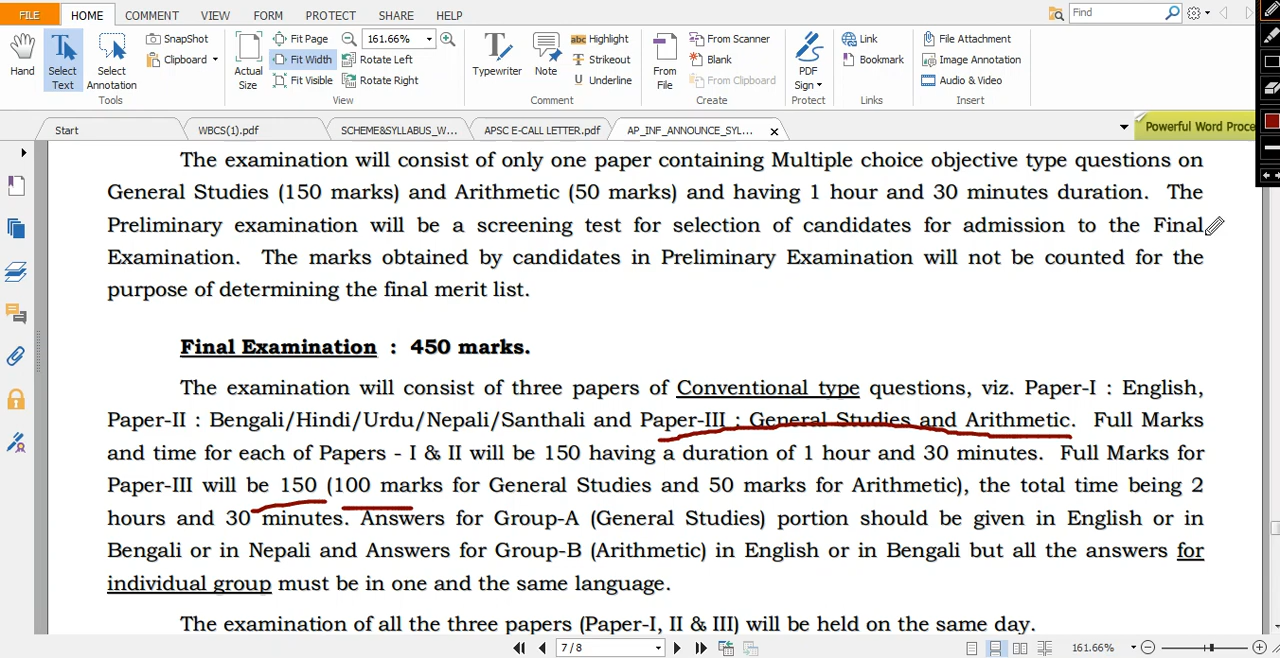 FILE HOME COMMENT VIEW FORM PROTECT SHARE HELP Find
SnapShot Fit Page 161.66% Highlight From Scanner Link File Attachment
Clipboard Fit Width Rotate Left Strikeout Blank Bookmark Image Annotation
Hand Select Text Select Annotation Actual Size Fit Visible Rotate Right Typewriter Note Underline From File From Clipboard PDF Sign Audio & Video
Tools View Comment Create Protect Links Insert
Start WBCS(1).pdf SCHEME&SYLLABUS_W... APSC E-CALL LETTER.pdf AP_INF_ANNOUNCE_SYL... Powerful Word Proce
The examination will consist of only one paper containing Multiple choice objective type questions on
General Studies (150 marks) and Arithmetic (50 marks) and having 1 hour and 30 minutes duration. The
Preliminary examination will be a screening test for selection of candidates for admission to the Final
Examination. The marks obtained by candidates in Preliminary Examination will not be counted for the
purpose of determining the final merit list.
Final Examination : 450 marks.
The examination will consist of three papers of Conventional type questions, viz. Paper-I : English,
Paper-II : Bengali/Hindi/Urdu/Nepali/Santhali and Paper-III : General Studies and Arithmetic. Full Marks
and time for each of Papers - I & II will be 150 having a duration of 1 hour and 30 minutes. Full Marks for
Paper-III will be 150 (100 marks for General Studies and 50 marks for Arithmetic), the total time being 2
hours and 30 minutes. Answers for Group-A (General Studies) portion should be given in English or in
Bengali or in Nepali and Answers for Group-B (Arithmetic) in English or in Bengali but all the answers for
individual group must be in one and the same language.
The examination of all the three papers (Paper-I, II & III) will be held on the same day.
7 / 8 161.66%